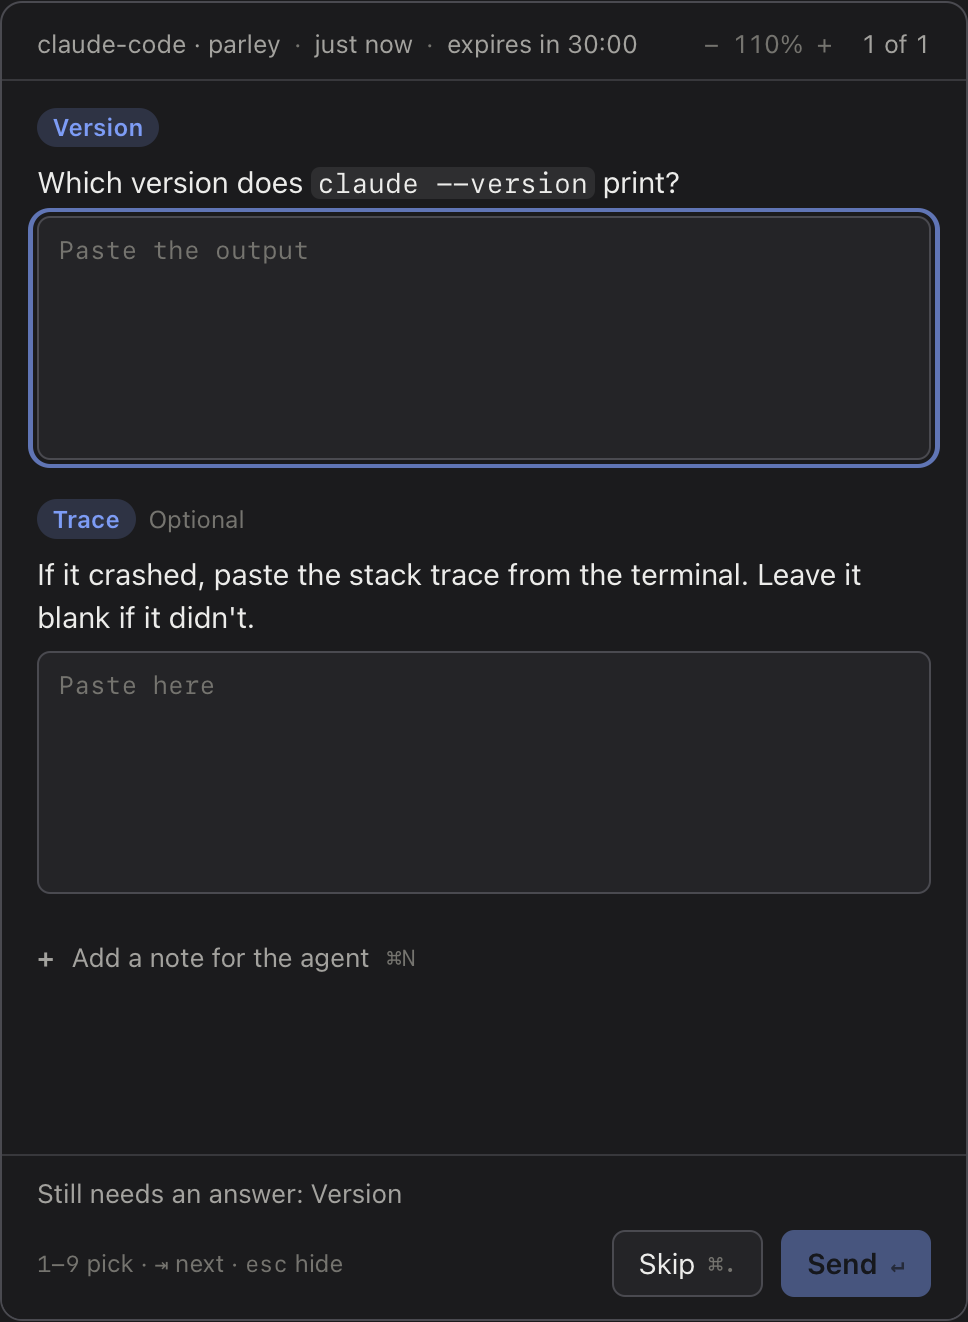 claude-code · parley · just now · expires in 30:00 − 110% + 1 of 1
Version
Which version does claude --version print?
Paste the output
Trace Optional
If it crashed, paste the stack trace from the terminal. Leave it
blank if it didn't.
Paste here
+ Add a note for the agent ⌘N
Still needs an answer: Version
1–9 pick · ⇥ next · esc hide
Skip ⌘.
Send ↵